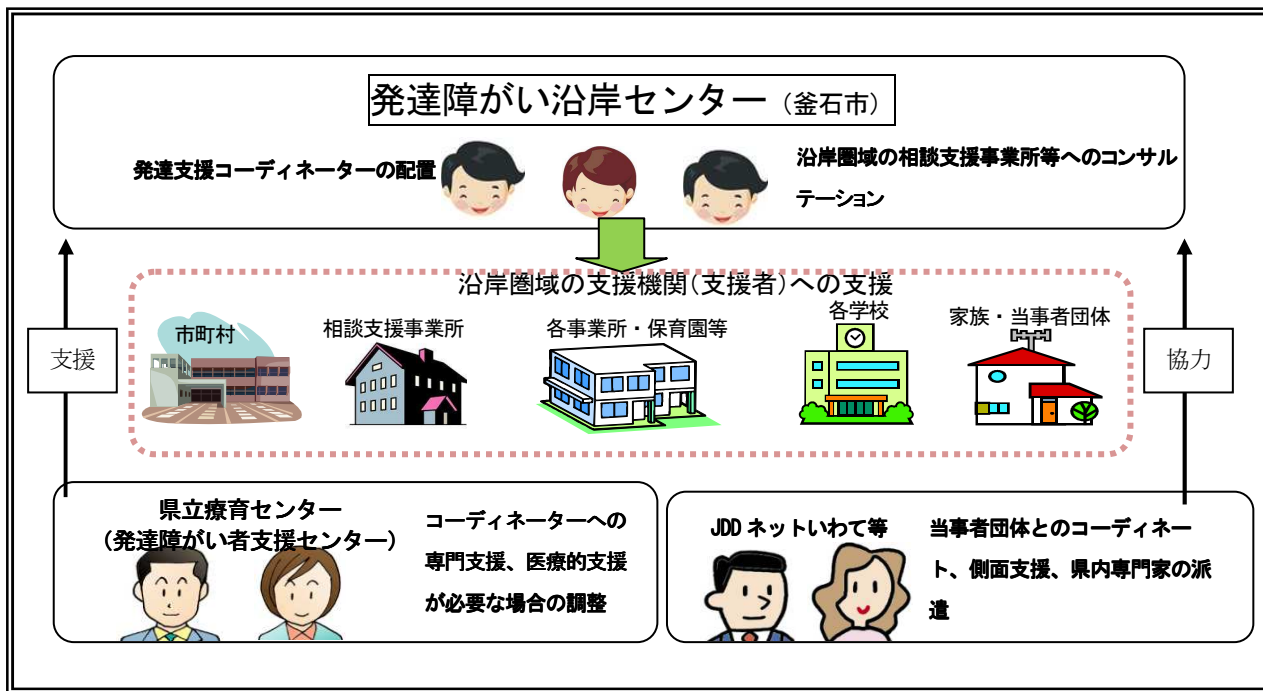 発達障がい沿岸センター（釜石市）
発達支援コーディネーターの配置
沿岸圏域の相談支援事業所等へのコンサル
テーション
沿岸圏域の支援機関（支援者）への支援
市町村
相談支援事業所
各事業所・保育園等
各学校
家族・当事者団体
支援
協力
県立療育センター
（発達障がい者支援センター）
コーディネーターへの
専門支援、医療的支援
が必要な場合の調整
JDDネットいわて等
当事者団体とのコーディネー
ト、側面支援、県内専門家の派
遣